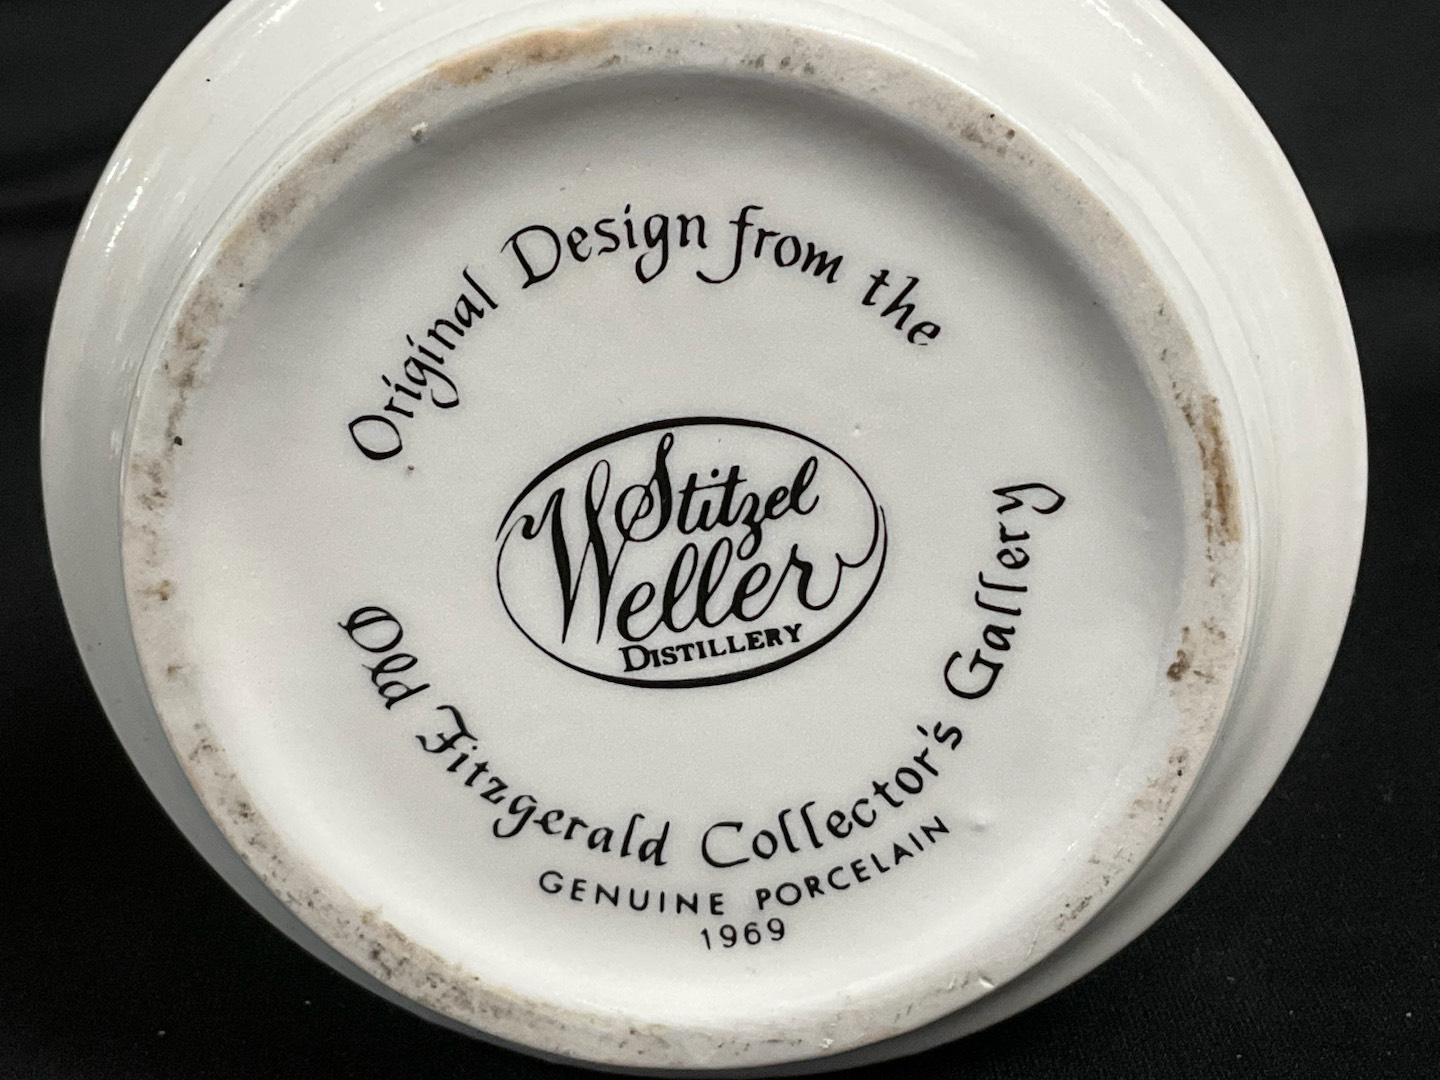 Original Design from the
Stitzel
Weller
DISTILLERY
Old Fitzgerald Collector's Gallery
GENUINE PORCELAIN
1969